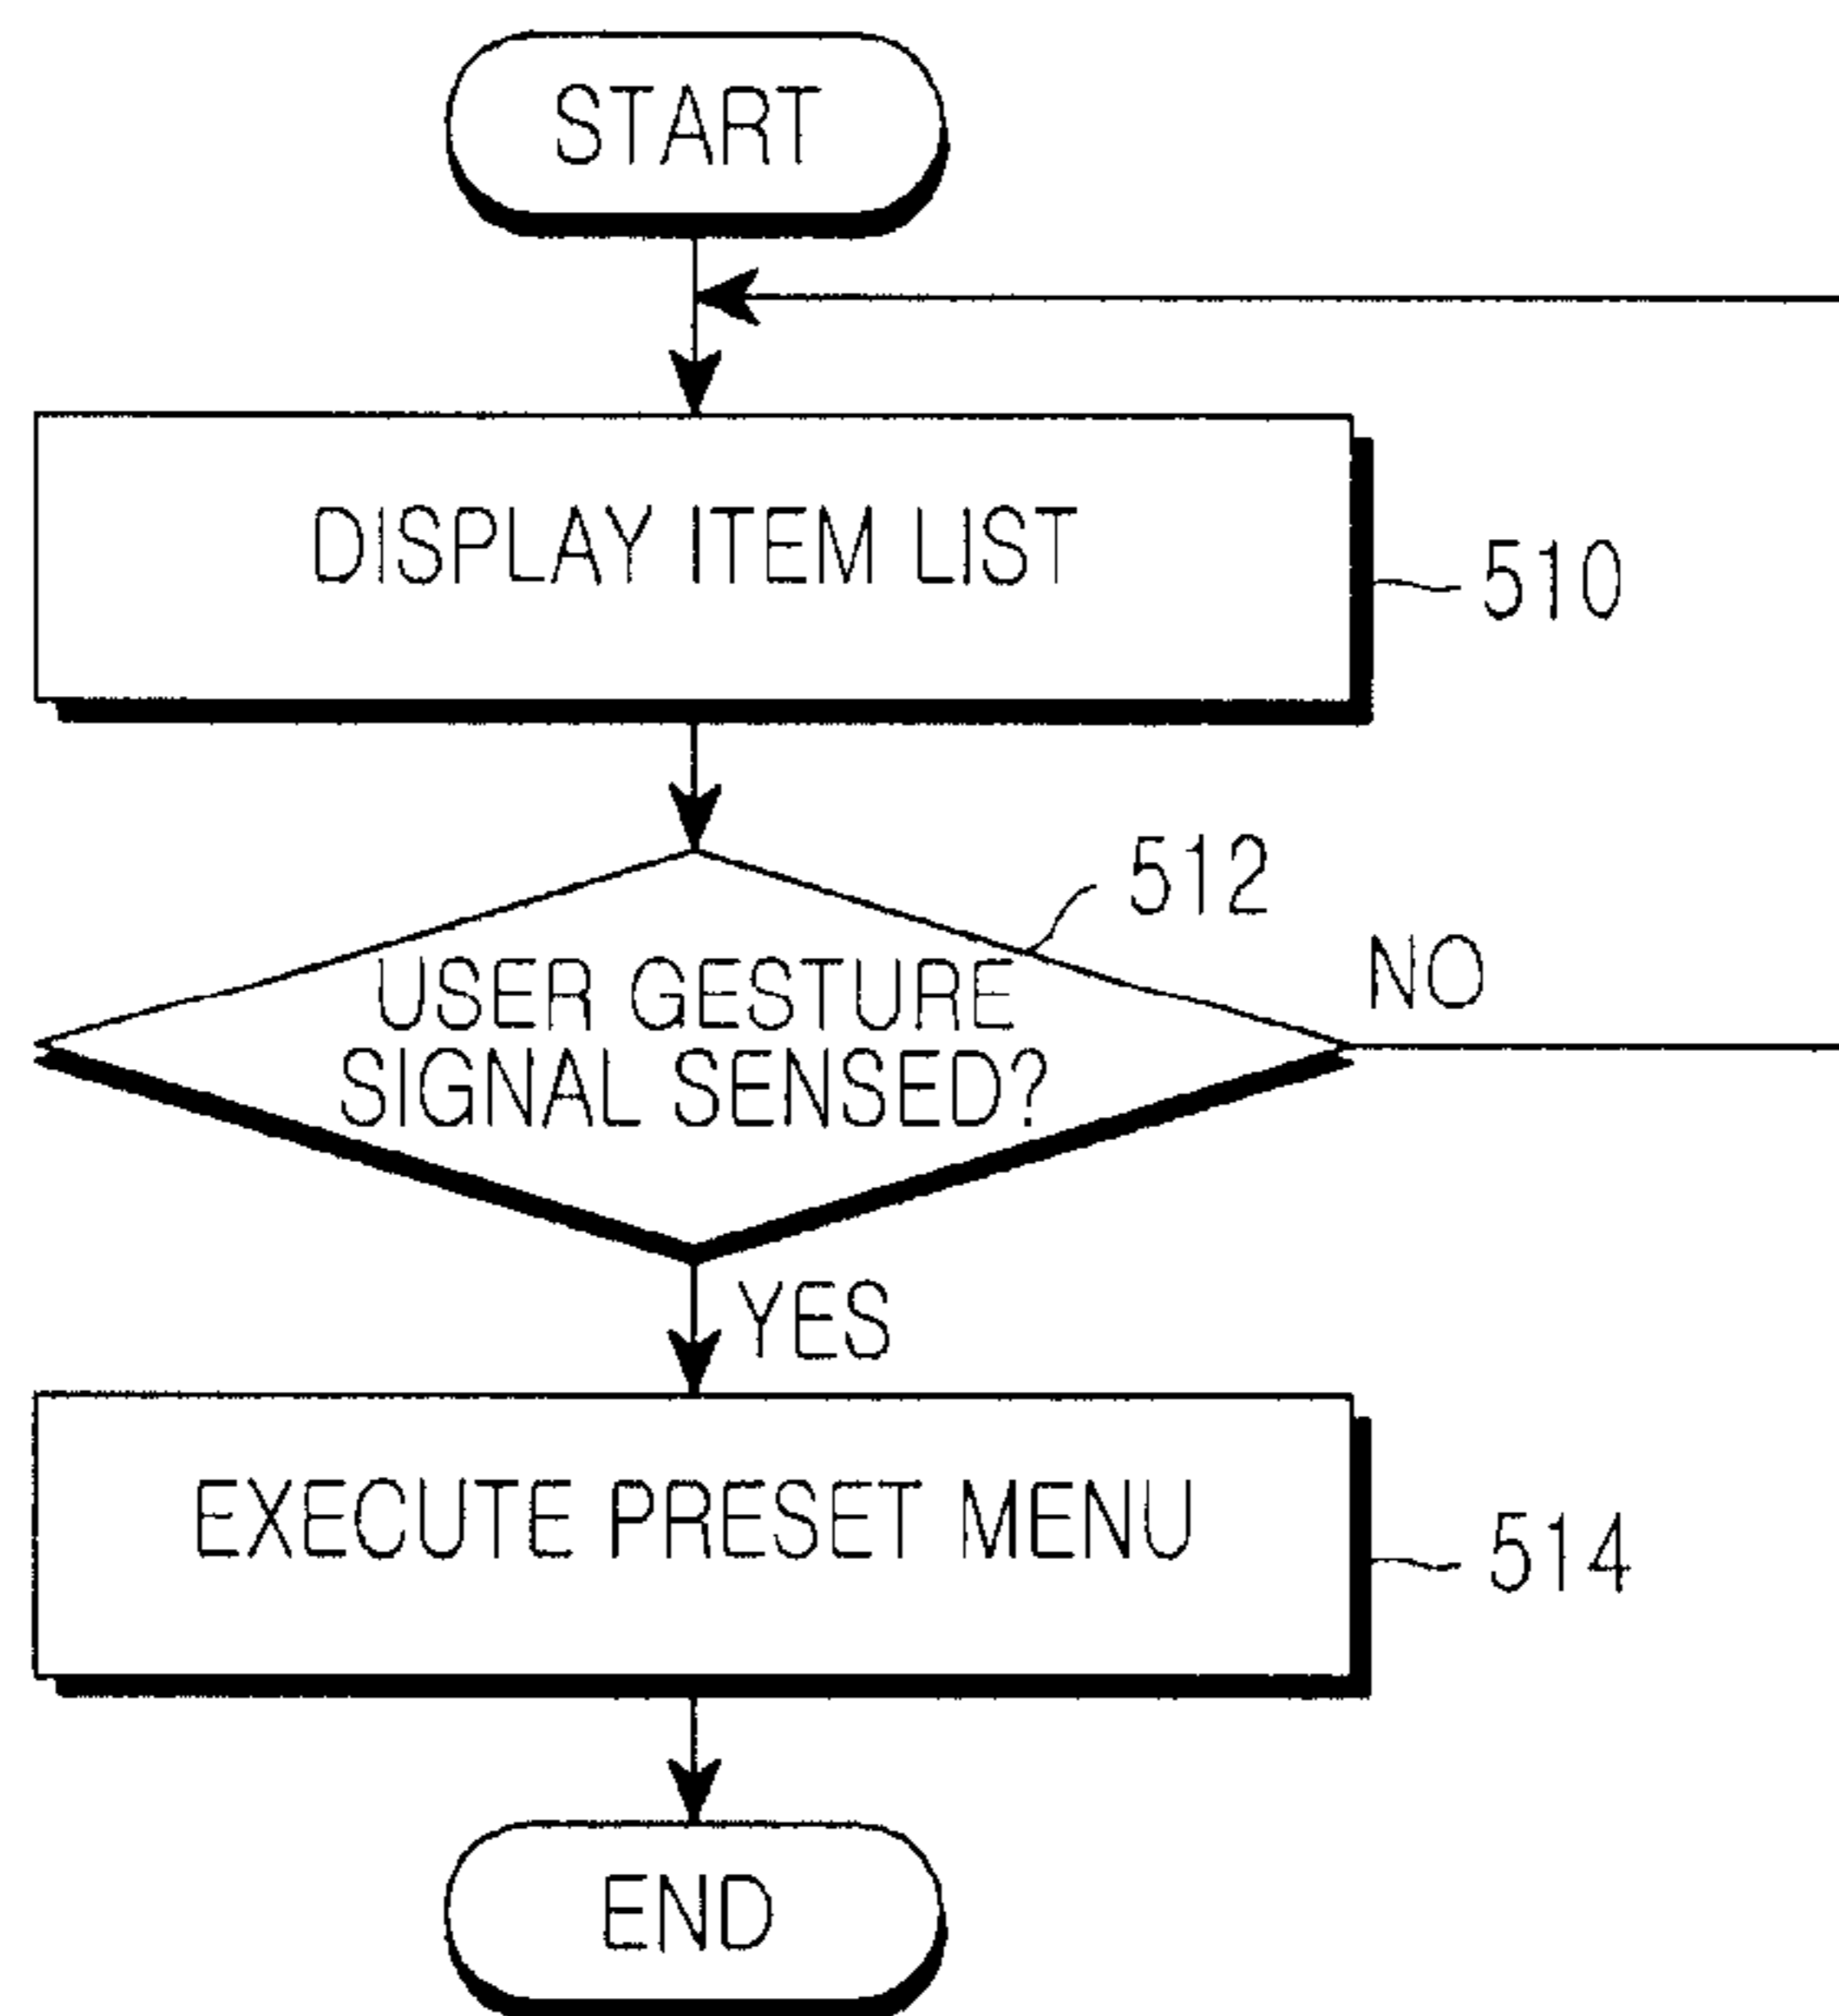 START
DISPLAY ITEM LIST
510
512
NO
USER GESTURE
SIGNAL SENSED?
YES
EXECUTE PRESET MENU
514
END